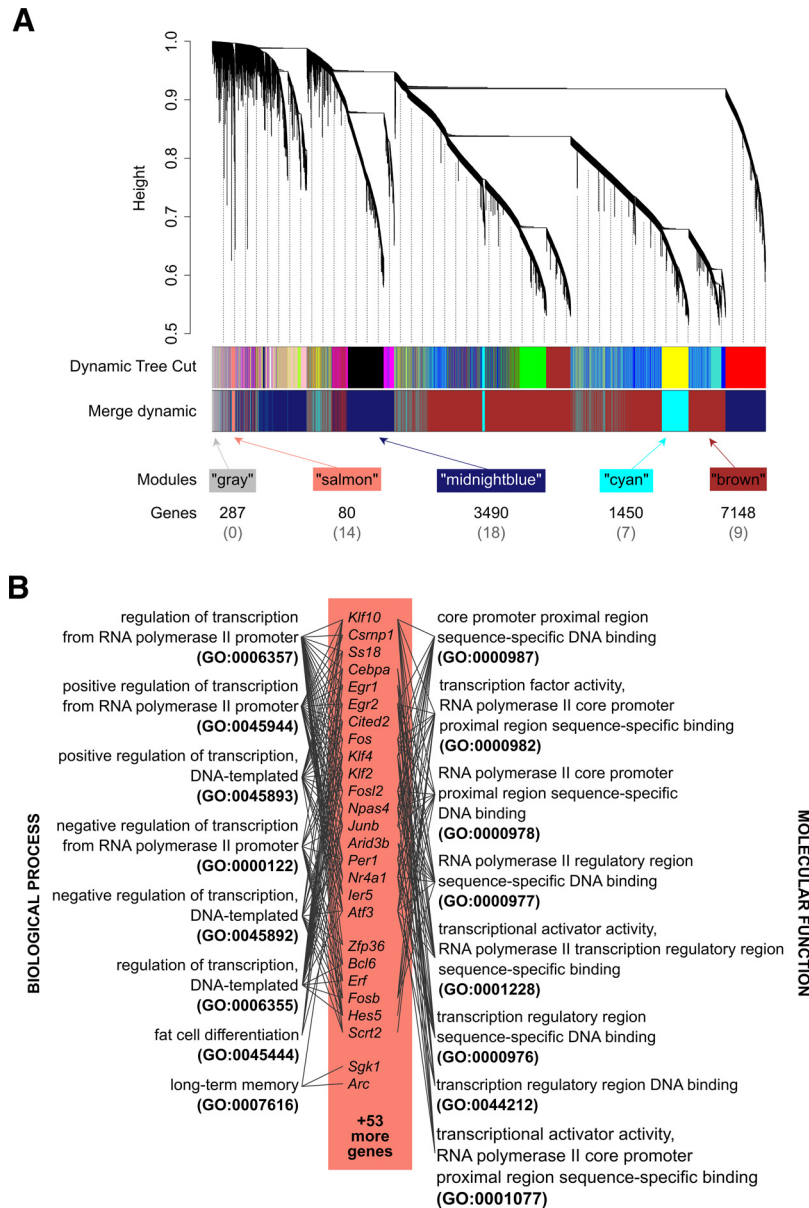 A
Height
1.0
0.9
0.8
0.7
0.6
0.5
Dynamic Tree Cut
Merge dynamic
Modules
"gray" "salmon" "midnightblue" "cyan" "brown"
Genes 287 80 3490 1450 7148
(0) (14) (18) (7) (9)
B
BIOLOGICAL PROCESS
regulation of transcription
from RNA polymerase II promoter
(GO:0006357)
positive regulation of transcription
from RNA polymerase II promoter
(GO:0045944)
positive regulation of transcription,
DNA-templated
(GO:0045893)
negative regulation of transcription
from RNA polymerase II promoter
(GO:0000122)
negative regulation of transcription,
DNA-templated
(GO:0045892)
regulation of transcription,
DNA-templated
(GO:0006355)
fat cell differentiation
(GO:0045444)
long-term memory
(GO:0007616)
Klf10
Csrnp1
Ss18
Cebpa
Egr1
Egr2
Cited2
Fos
Klf4
Klf2
Fosl2
Npas4
Junb
Arid3b
Per1
Nr4a1
Ier5
Atf3
Zfp36
Bcl6
Erf
Fosb
Hes5
Scrt2
Sgk1
Arc
+53
more
genes
core promoter proximal region
sequence-specific DNA binding
(GO:0000987)
transcription factor activity,
RNA polymerase II core promoter
proximal region sequence-specific binding
(GO:0000982)
RNA polymerase II core promoter
proximal region sequence-specific
DNA binding
(GO:0000978)
RNA polymerase II regulatory region
sequence-specific DNA binding
(GO:0000977)
transcriptional activator activity,
RNA polymerase II transcription regulatory region
sequence-specific binding
(GO:0001228)
transcription regulatory region
sequence-specific DNA binding
(GO:0000976)
transcription regulatory region DNA binding
(GO:0044212)
transcriptional activator activity,
RNA polymerase II core promoter
proximal region sequence-specific binding
(GO:0001077)
MOLECULAR FUNCTION